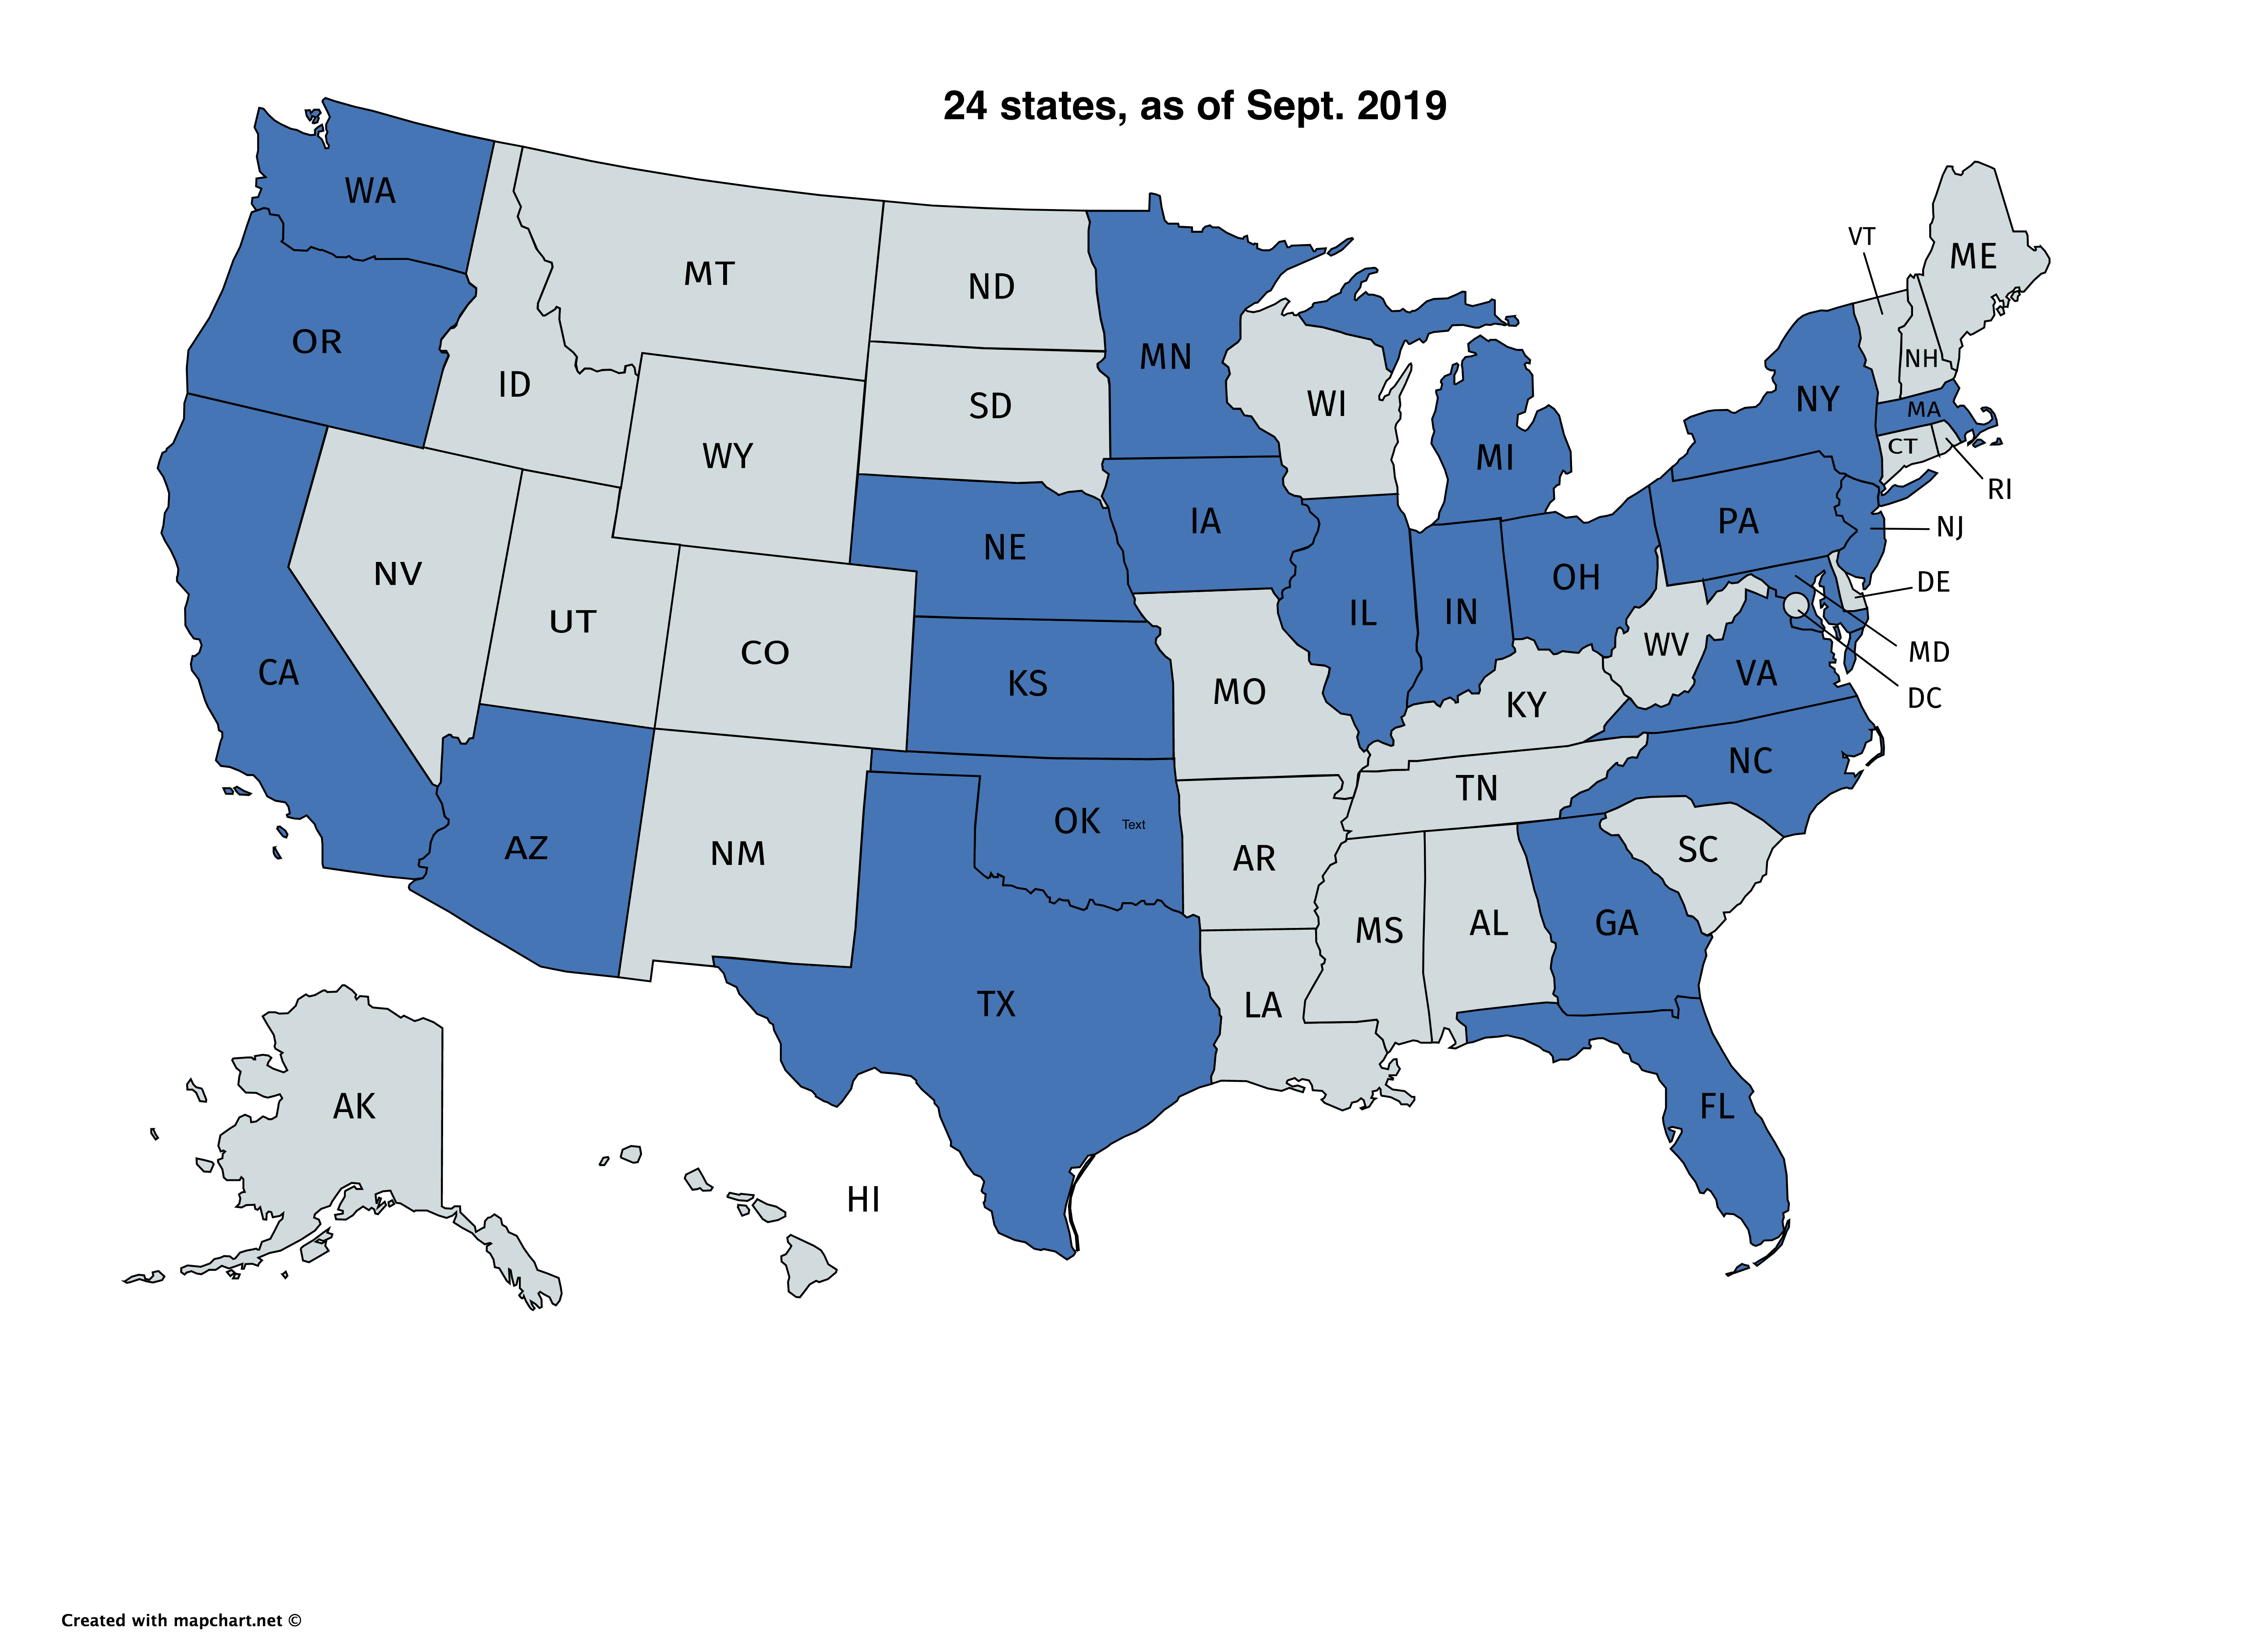 24 states, as of Sept. 2019
WA
VT
ME
MT
ND
OR
MN
NH
ID
NY
SD
WI
MA
CT
WY
MI
RI
IA
PA
NJ
NE
NV
OH
DE
UT
IL
IN
WV
MD
CO
CA
KS
VA
MO
DC
KY
NC
TN
OK
Text
AZ
NM
SC
AR
GA
AL
MS
TX
LA
AK
FL
HI
Created with mapchart.net ©